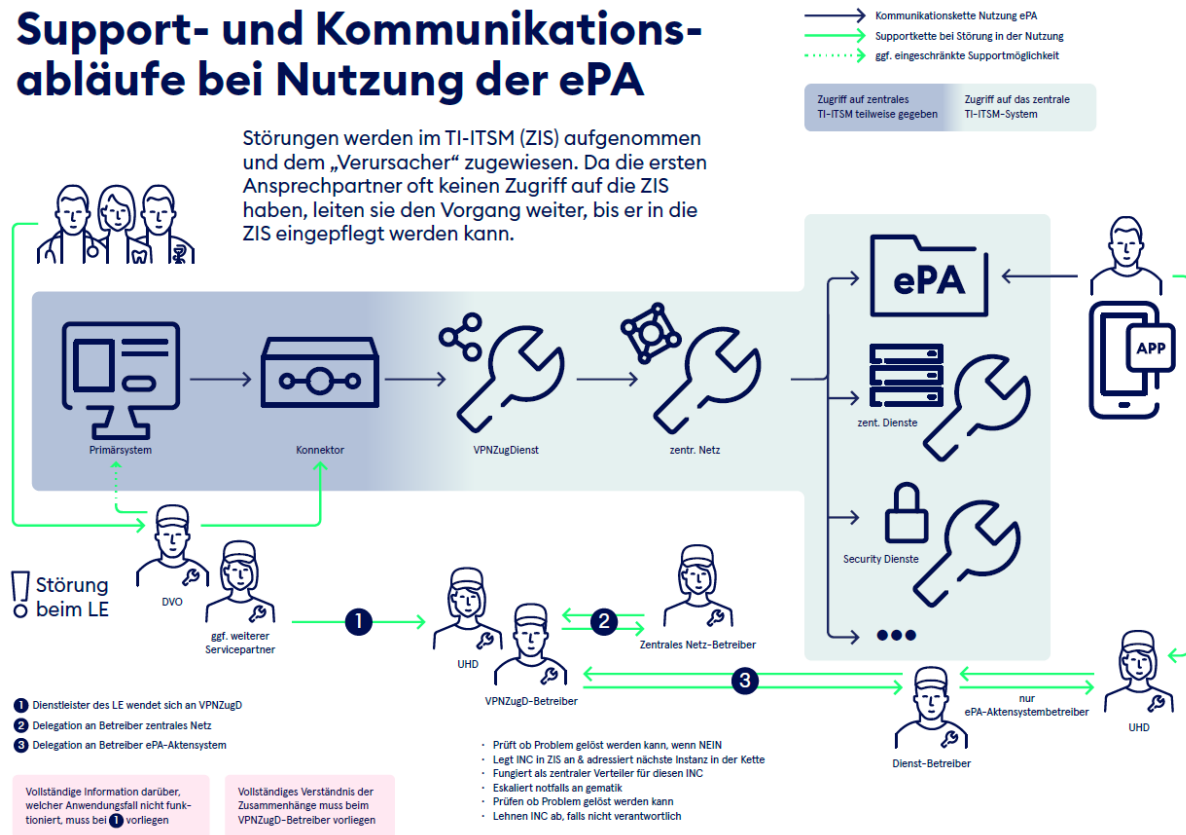 Support- und Kommunikations-
abläufe bei Nutzung der ePA
Kommunikationskette Nutzung ePA
Supportkette bei Störung in der Nutzung
ggf. eingeschränkte Supportmöglichkeit
Zugriff auf zentrales
TI-ITSM teilweise gegeben
Zugriff auf das zentrale
TI-ITSM-System
Störungen werden im TI-ITSM (ZIS) aufgenommen
und dem „Verursacher“ zugewiesen. Da die ersten
Ansprechpartner oft keinen Zugriff auf die ZIS
haben, leiten sie den Vorgang weiter, bis er in die
ZIS eingepflegt werden kann.
ePA
APP
Primärsystem
Konnektor
VPNZugDienst
zentr. Netz
zent. Dienste
Security Dienste
Störung
beim LE
DVO
ggf. weiterer
Servicepartner
1
UHD
VPNZugD-Betreiber
2
Zentrales Netz-Betreiber
3
nur
ePA-Aktensystembetreiber
UHD
Dienst-Betreiber
1 Dienstleister des LE wendet sich an VPNZugD
2 Delegation an Betreiber zentrales Netz
3 Delegation an Betreiber ePA-Aktensystem
· Prüft ob Problem gelöst werden kann, wenn NEIN
· Legt INC in ZIS an & adressiert nächste Instanz in der Kette
· Fungiert als zentraler Verteiler für diesen INC
· Eskaliert notfalls an gematik
· Prüfen ob Problem gelöst werden kann
· Lehnen INC ab, falls nicht verantwortlich
Vollständige Information darüber,
welcher Anwendungsfall nicht funk-
tioniert, muss bei 1 vorliegen
Vollständiges Verständnis der
Zusammenhänge muss beim
VPNZugD-Betreiber vorliegen